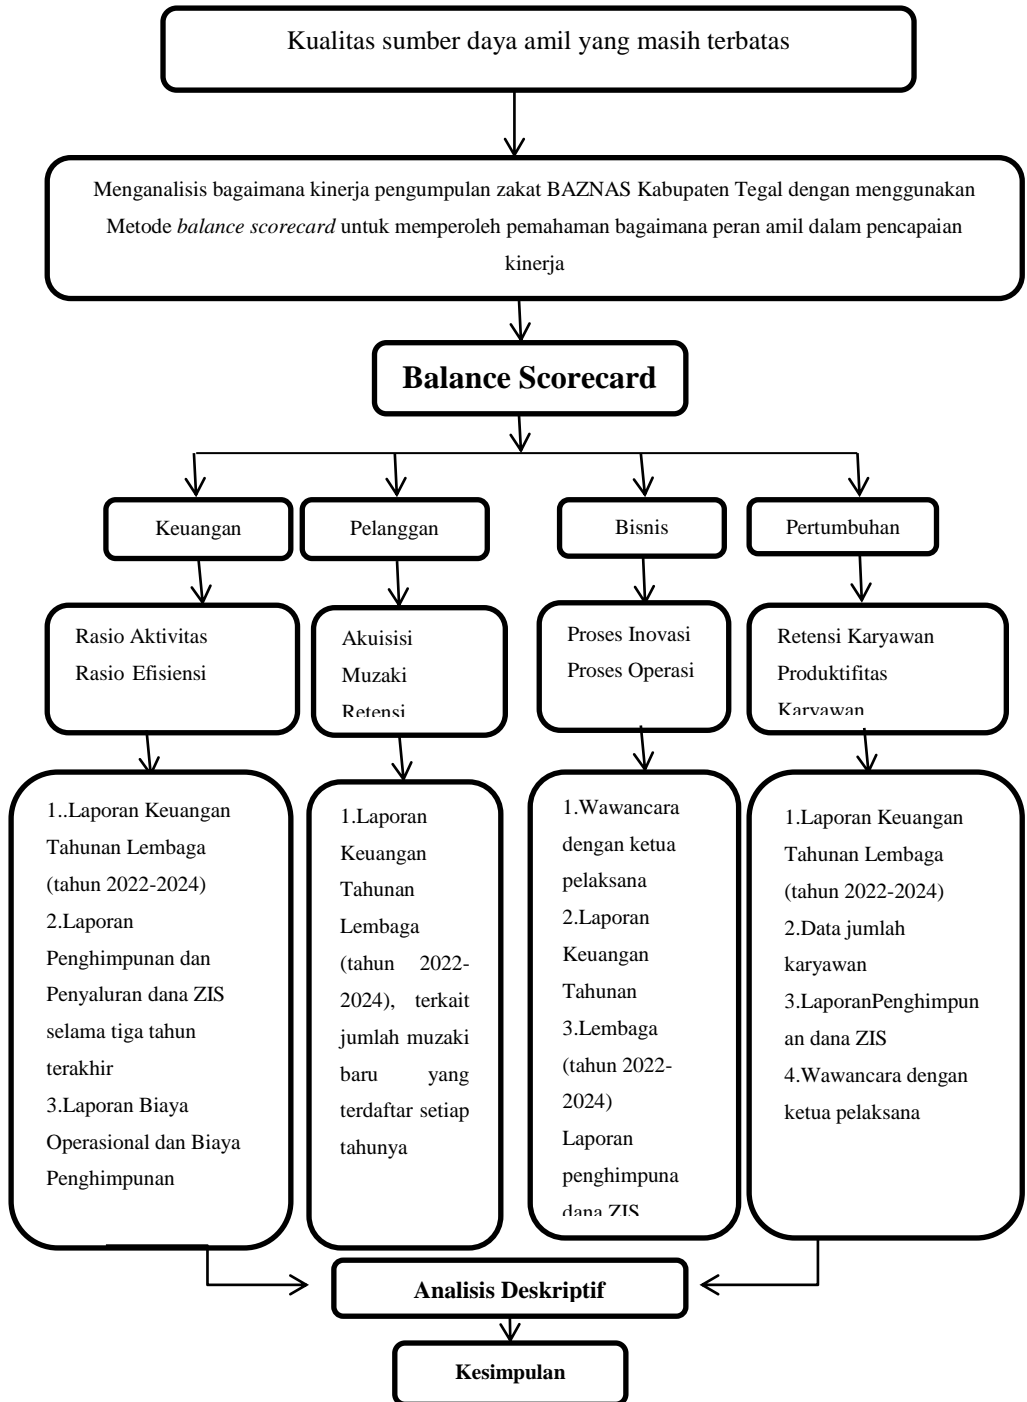 Kualitas sumber daya amil yang masih terbatas
Menganalisis bagaimana kinerja pengumpulan zakat BAZNAS Kabupaten Tegal dengan menggunakan
Metode balance scorecard untuk memperoleh pemahaman bagaimana peran amil dalam pencapaian
kinerja
Balance Scorecard
Keuangan
Pelanggan
Bisnis
Pertumbuhan
Rasio Aktivitas
Rasio Efisiensi
Akuisisi
Muzaki
Retensi
Proses Inovasi
Proses Operasi
Retensi Karyawan
Produktifitas
Karyawan
1..Laporan Keuangan
Tahunan Lembaga
(tahun 2022-2024)
2.Laporan
Penghimpunan dan
Penyaluran dana ZIS
selama tiga tahun
terakhir
3.Laporan Biaya
Operasional dan Biaya
Penghimpunan
1.Laporan
Keuangan
Tahunan
Lembaga
(tahun 2022-
2024), terkait
jumlah muzaki
baru yang
terdaftar setiap
tahunya
1.Wawancara
dengan ketua
pelaksana
2.Laporan
Keuangan
Tahunan
3.Lembaga
(tahun 2022-
2024)
Laporan
penghimpuna
dana ZIS
1.Laporan Keuangan
Tahunan Lembaga
(tahun 2022-2024)
2.Data jumlah
karyawan
3.LaporanPenghimpun
an dana ZIS
4.Wawancara dengan
ketua pelaksana
Analisis Deskriptif
Kesimpulan